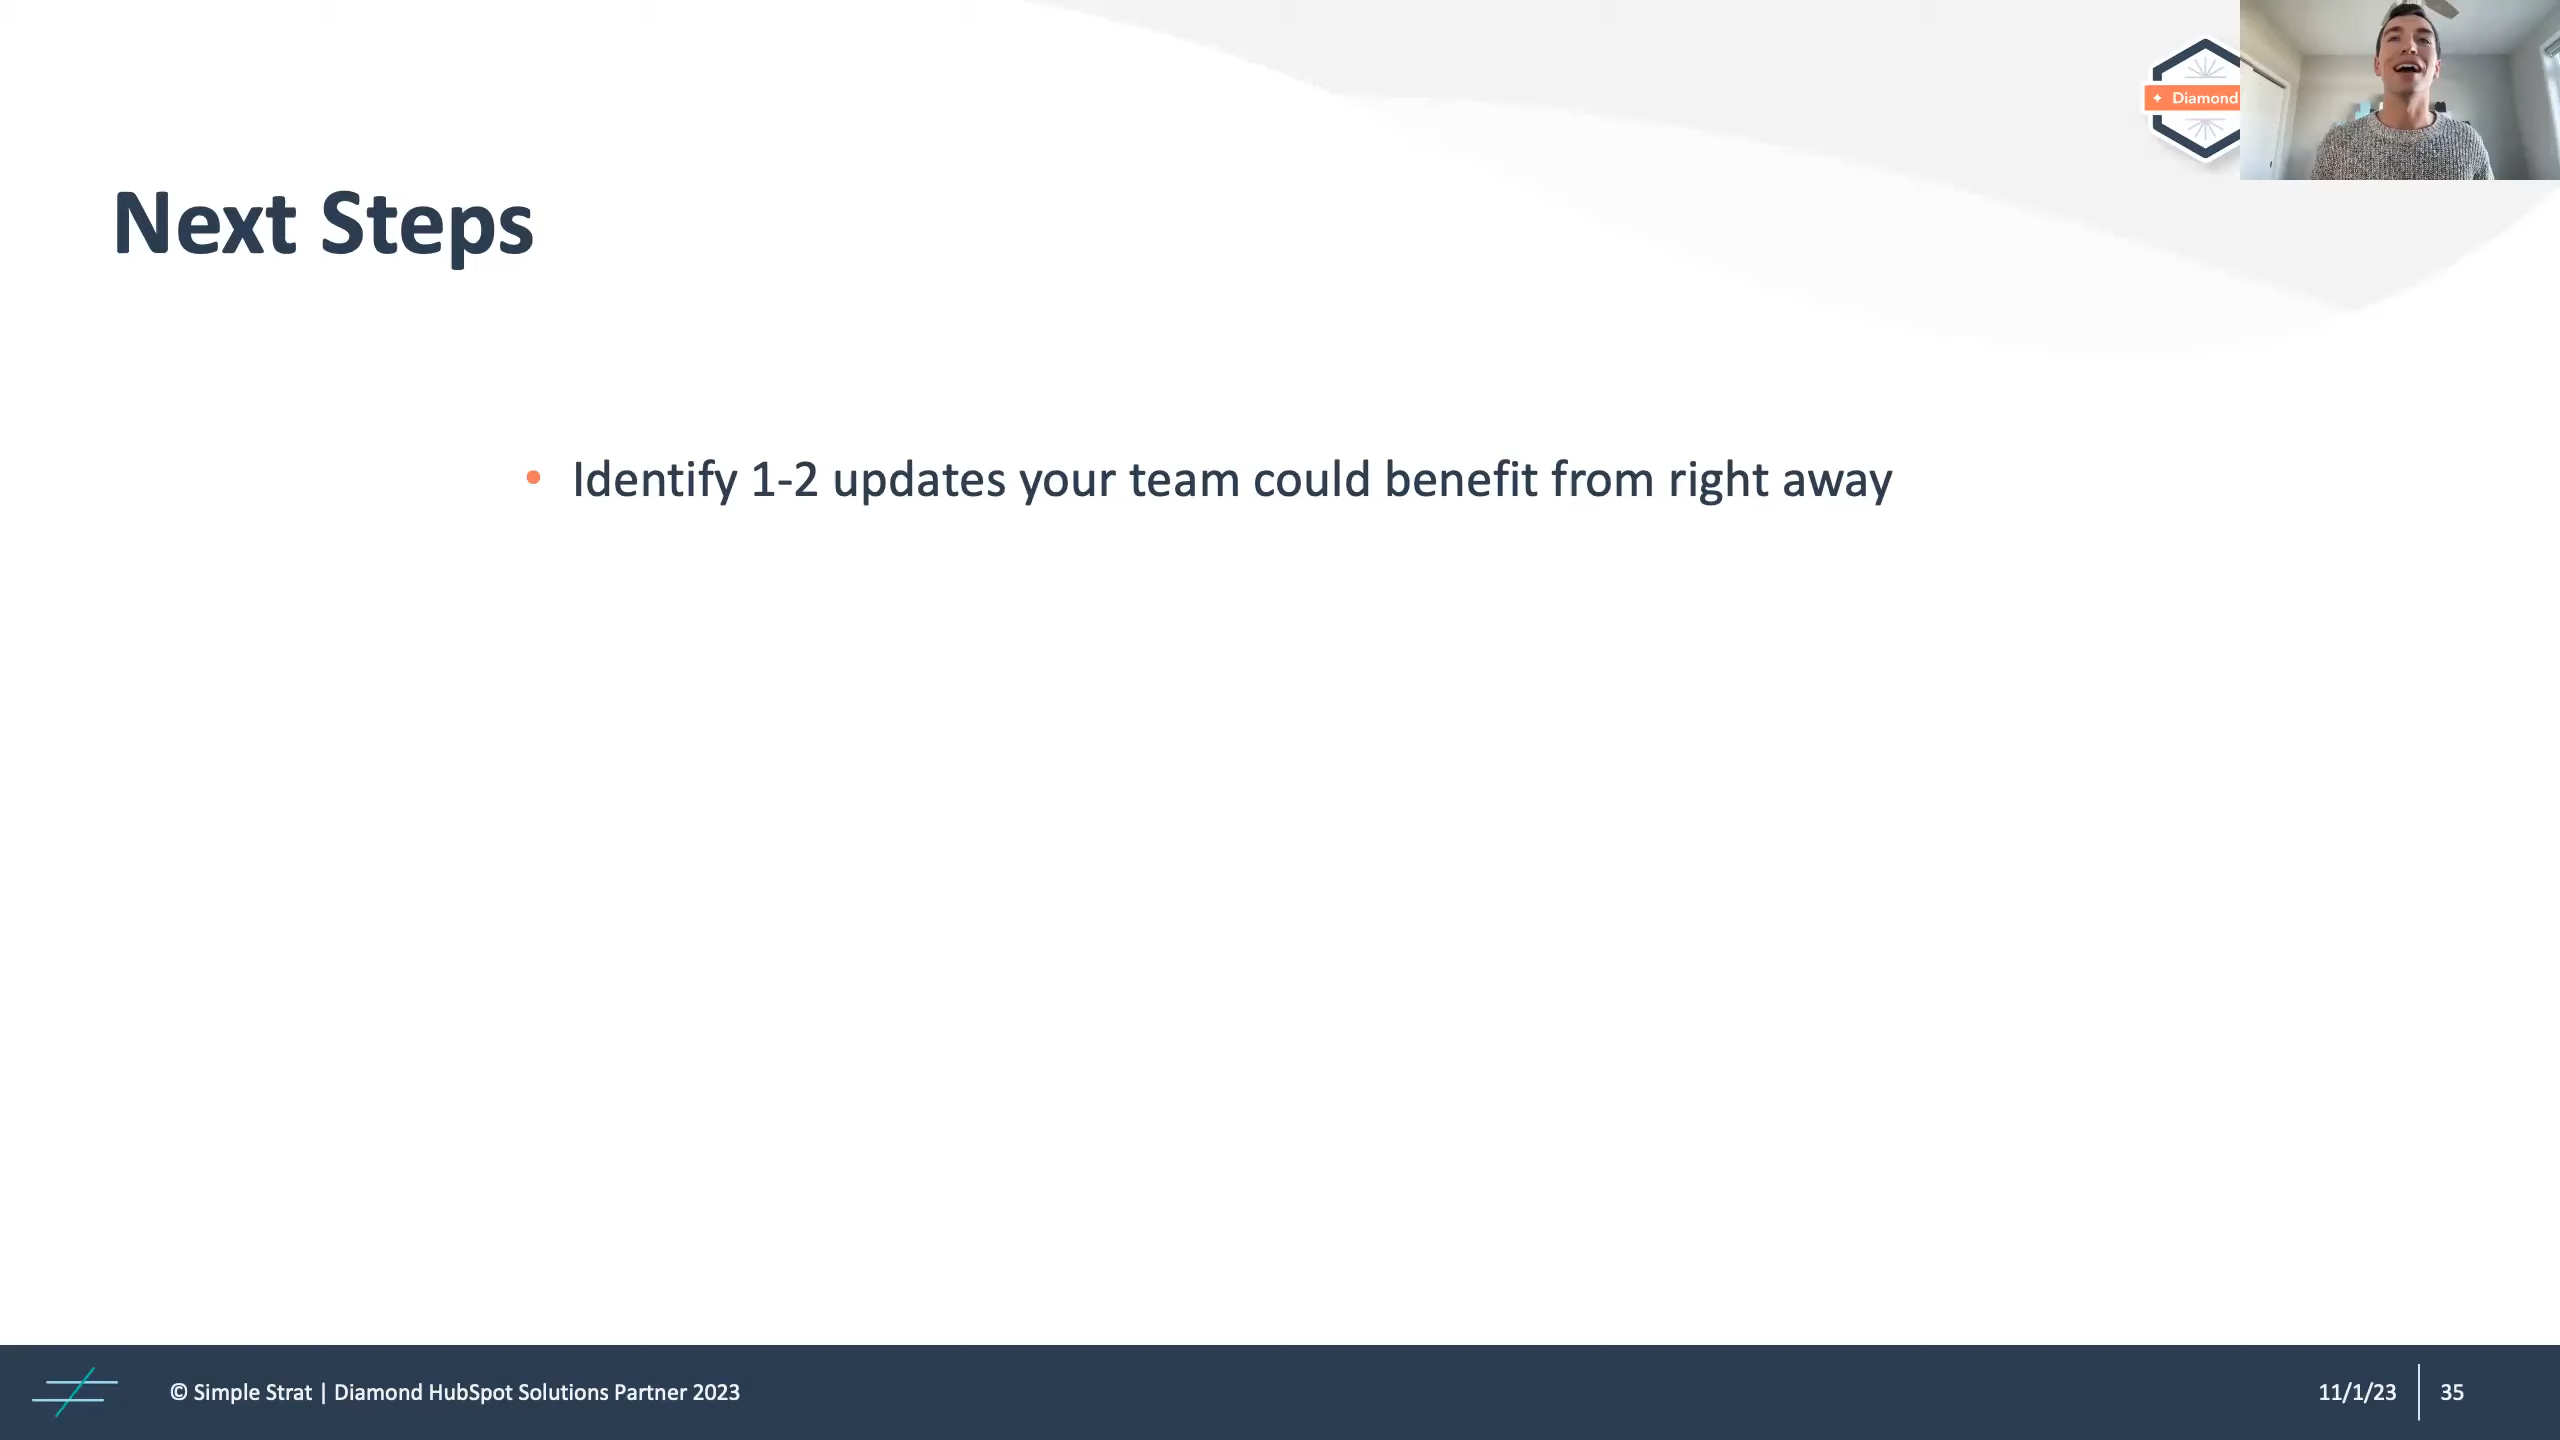 ✦ Diamond
Next Steps
• Identify 1-2 updates your team could benefit from right away
© Simple Strat | Diamond HubSpot Solutions Partner 2023
11/1/23
35